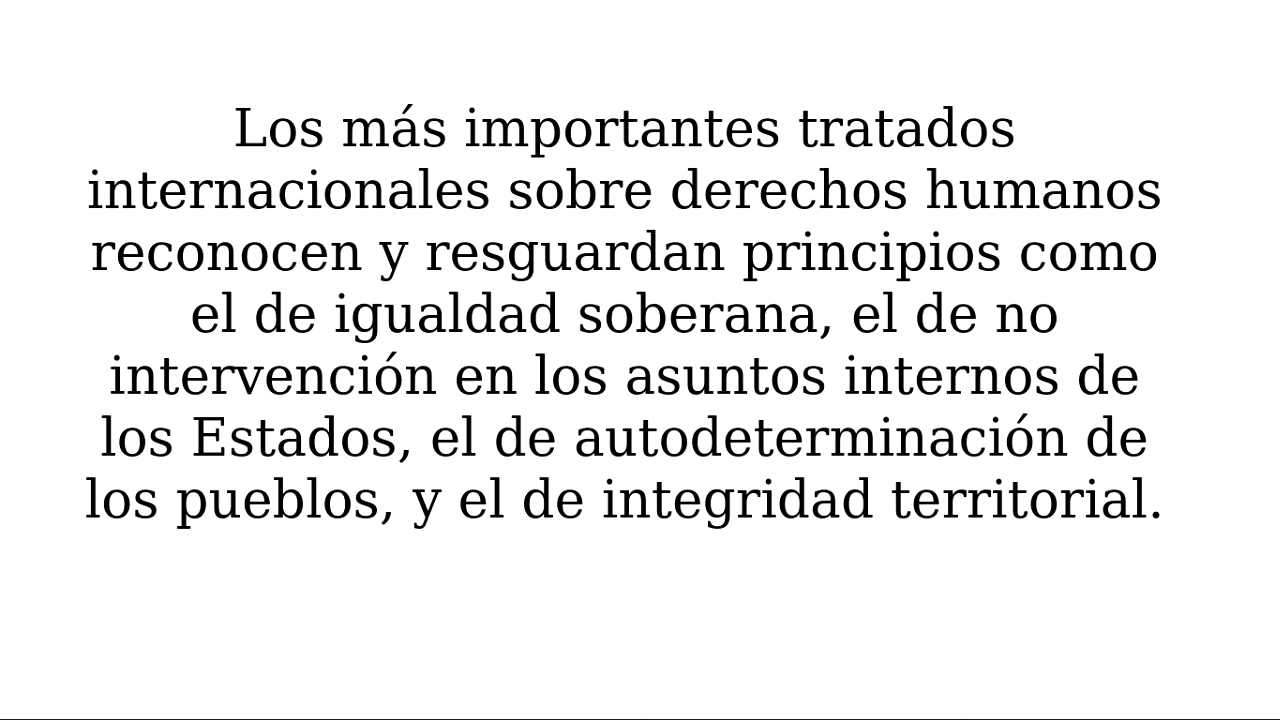 Los más importantes tratados
internacionales sobre derechos humanos
reconocen y resguardan principios como
el de igualdad soberana, el de no
intervención en los asuntos internos de
los Estados, el de autodeterminación de
los pueblos, y el de integridad territorial.